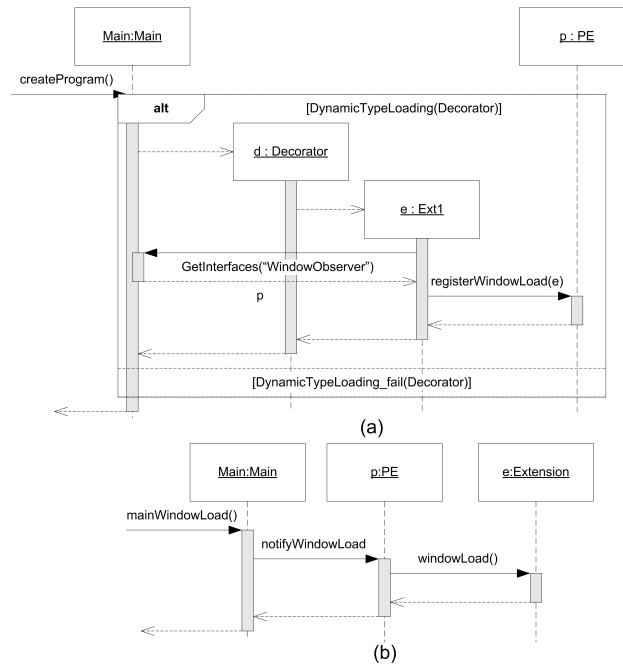 Main:Main
p : PE
createProgram()
alt
[DynamicTypeLoading(Decorator)]
d : Decorator
e : Ext1
GetInterfaces(“WindowObserver”)
registerWindowLoad(e)
p
[DynamicTypeLoading_fail(Decorator)]
(a)
Main:Main
p:PE
e:Extension
mainWindowLoad()
notifyWindowLoad
windowLoad()
(b)